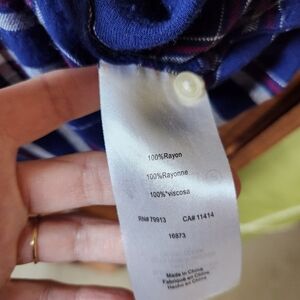 100%Rayon
100%Rayonne
100%*viscosa
RN# 79913 CA# 11414
16873
Made in China
Fabriqué en Chine
Hecho en China